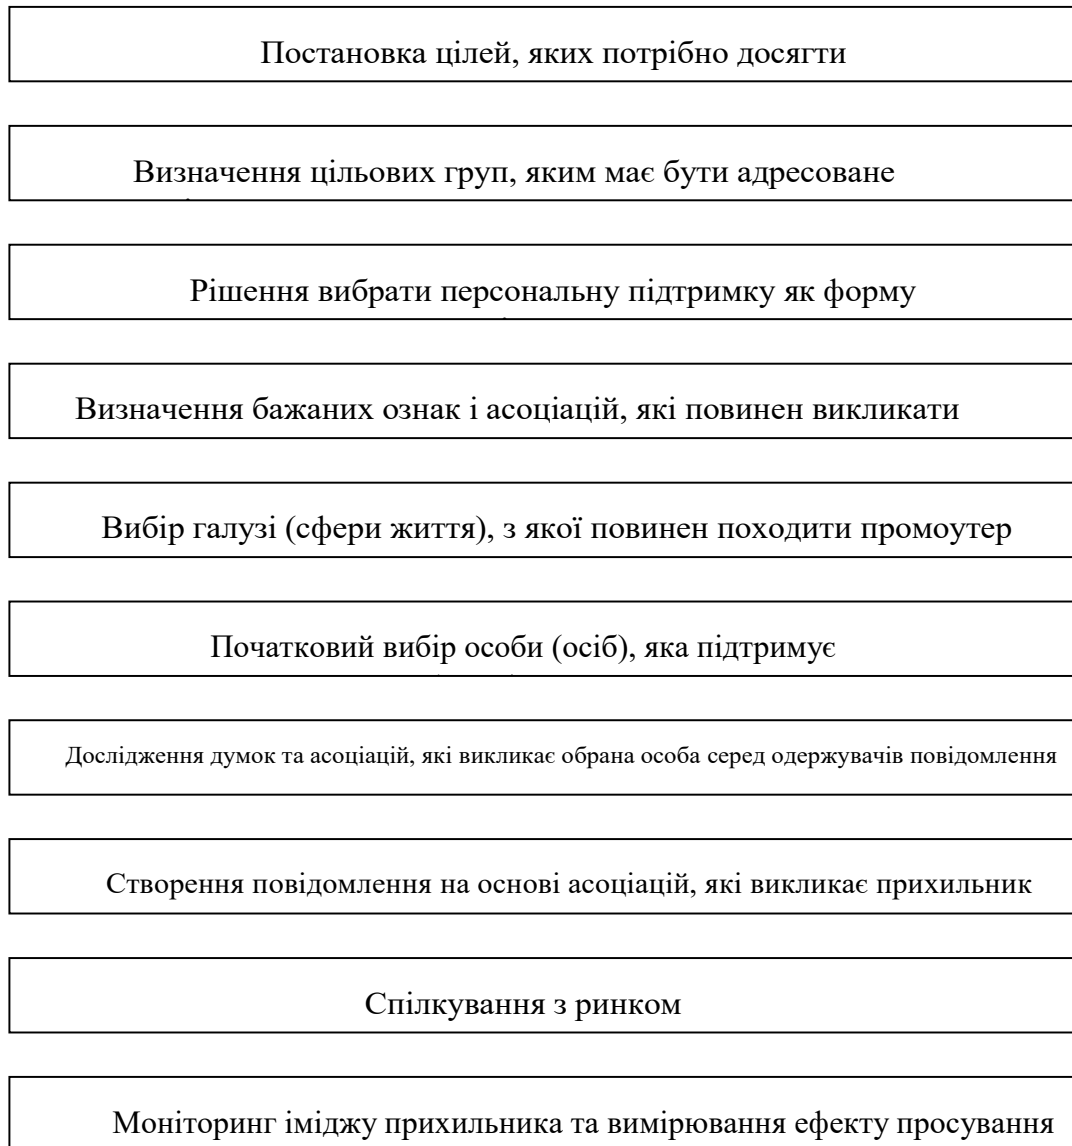 Постановка цілей, яких потрібно досягти
Визначення цільових груп, яким має бути адресоване
Рішення вибрати персональну підтримку як форму
Визначення бажаних ознак і асоціацій, які повинен викликати
Вибір галузі (сфери життя), з якої повинен походити промоутер
Початковий вибір особи (осіб), яка підтримує
Дослідження думок та асоціацій, які викликає обрана особа серед одержувачів повідомлення
Створення повідомлення на основі асоціацій, які викликає прихильник
Спілкування з ринком
Моніторинг іміджу прихильника та вимірювання ефекту просування